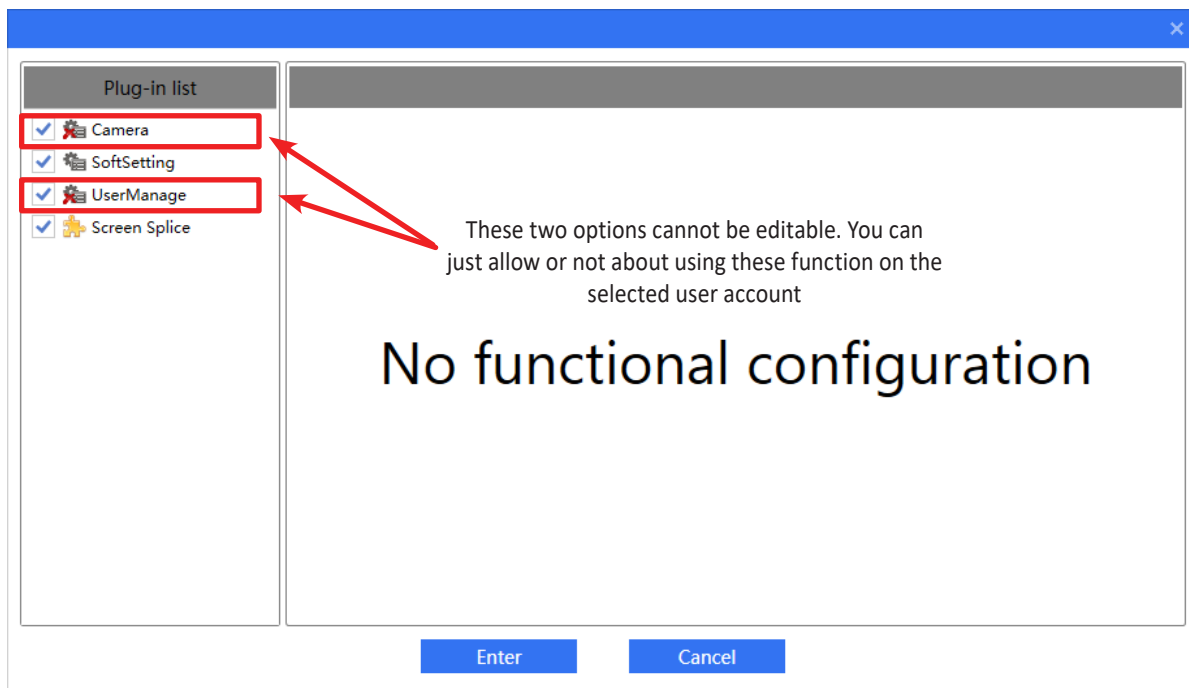 Plug-in list
Camera
SoftSetting
UserManage
Screen Splice
These two options cannot be editable. You can
just allow or not about using these function on the
selected user account
No functional configuration
Enter
Cancel